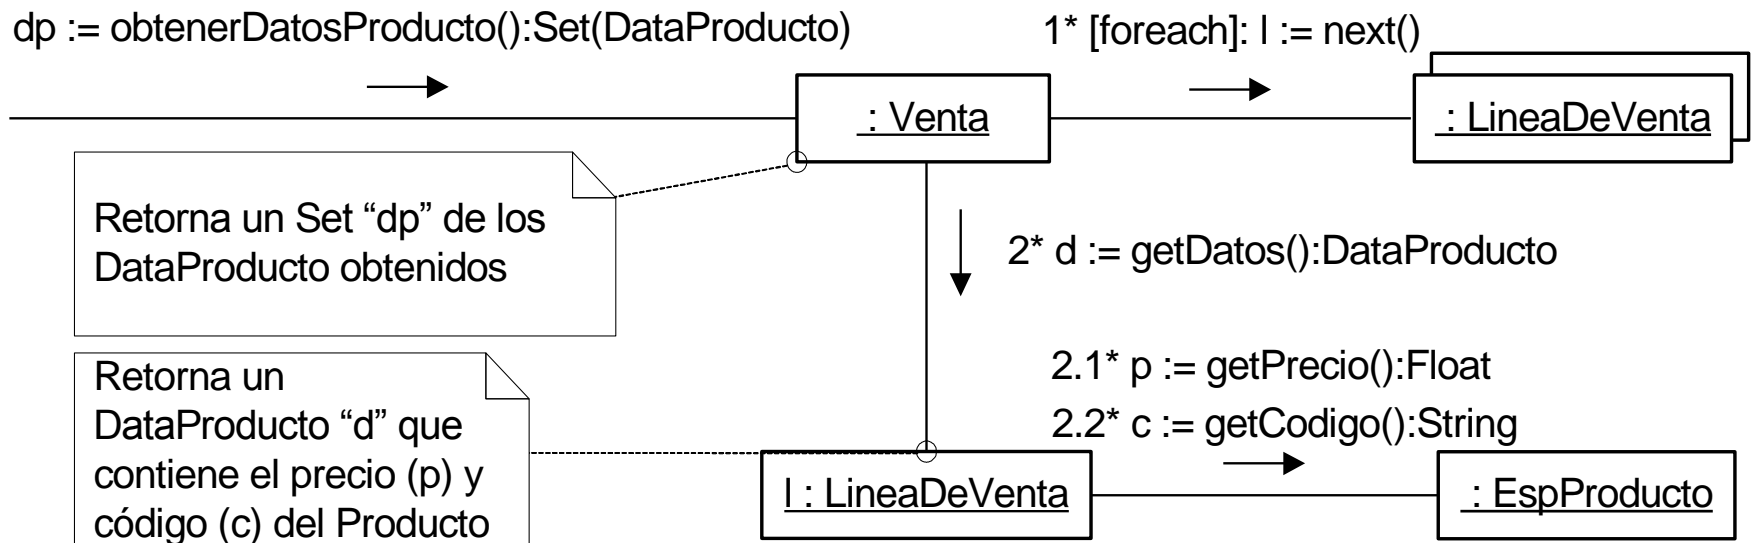 dp := obtenerDatosProducto():Set(DataProducto)
1* [foreach]: l := next()
: Venta
: LineaDeVenta
Retorna un Set “dp” de los
DataProducto obtenidos
2* d := getDatos():DataProducto
Retorna un
DataProducto “d” que
contiene el precio (p) y
código (c) del Producto
2.1* p := getPrecio():Float
2.2* c := getCodigo():String
l : LineaDeVenta
: EspProducto